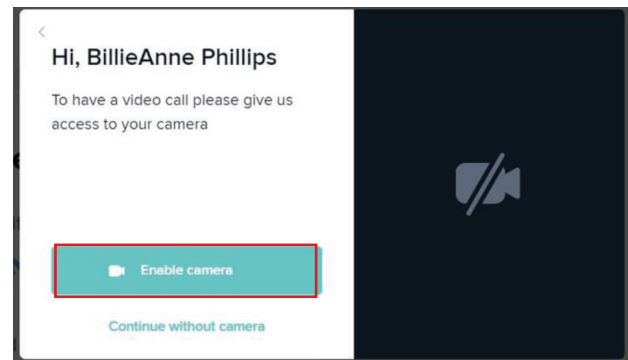 Hi, BillieAnne Phillips
To have a video call please give us
access to your camera
Enable camera
Continue without camera